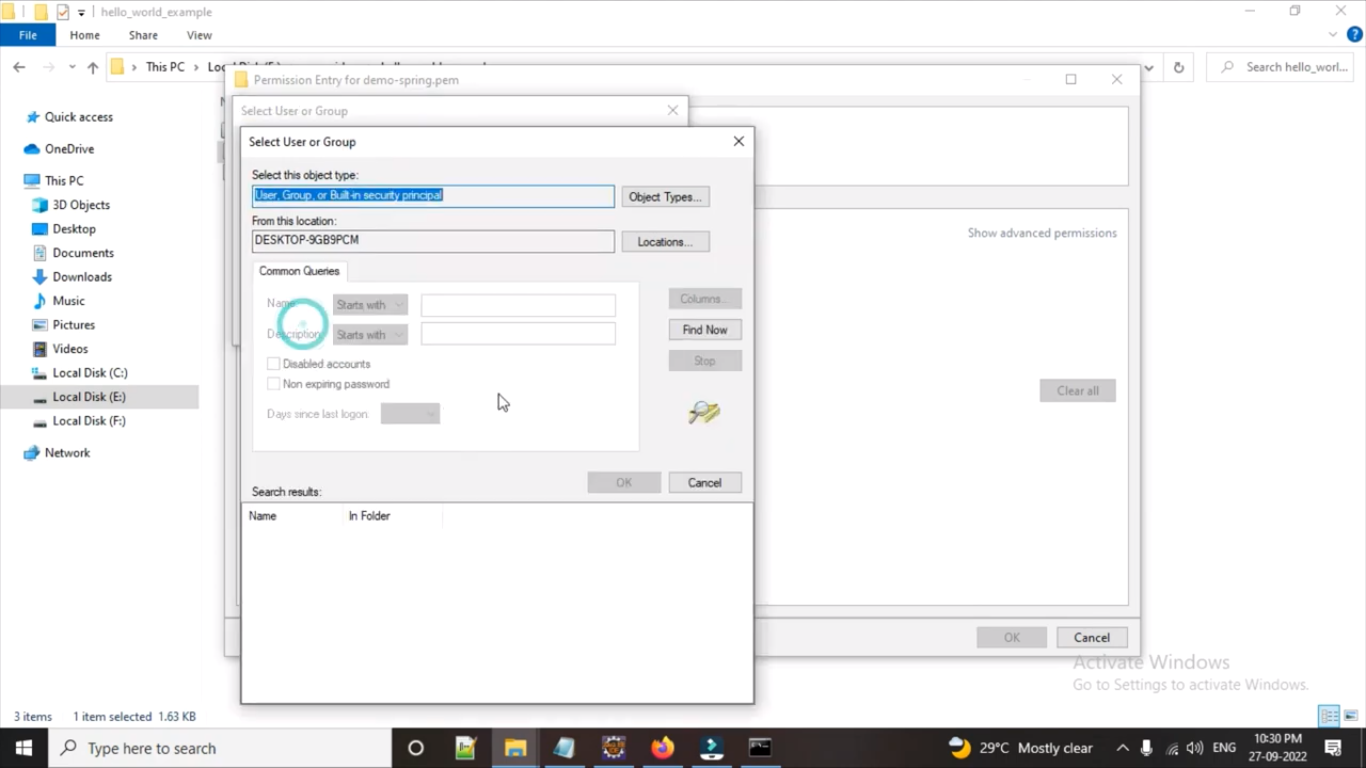 hello_world_example
File
Home
Share
View
This PC
Search hello_worl...
Permission Entry for demo-spring.pem
Select User or Group
Select User or Group
Select this object type:
User, Group, or Built-in security principal
Object Types...
From this location:
DESKTOP-9GB9PCM
Locations...
Common Queries
Starts with
Description:
Starts with
Disabled accounts
Non expiring password
Days since last logon:
Columns...
Find Now
Stop
OK
Cancel
Search results:
Name
In Folder
Show advanced permissions
Clear all
OK
Cancel
Quick access
OneDrive
This PC
3D Objects
Desktop
Documents
Downloads
Music
Pictures
Videos
Local Disk (C:)
Local Disk (E:)
Local Disk (F:)
Network
Activate Windows
Go to Settings to activate Windows.
3 items
1 item selected 1.63 KB
Type here to search
29°C Mostly clear
ENG
10:30 PM
27-09-2022